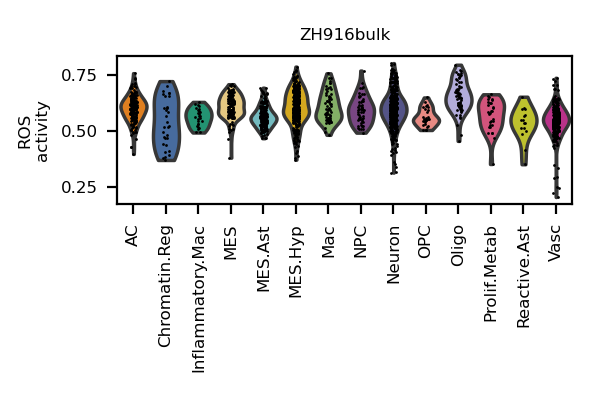 ZH916bulk
ROS
activity
0.75
0.50
0.25
AC
Chromatin.Reg
Inflammatory.Mac
MES
MES.Ast
MES.Hyp
Mac
NPC
Neuron
OPC
Oligo
Prolif.Metab
Reactive.Ast
Vasc